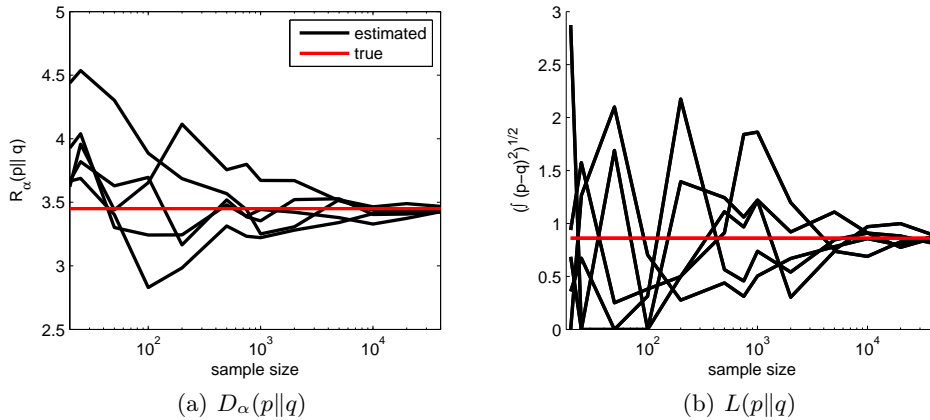 5
4.5
4
3.5
3
2.5
R_α(p|| q)
10^2
10^3
10^4
sample size
estimated
true
(a) D_α(p‖q)
3
2.5
2
1.5
1
0.5
0
(∫ (p−q)^2)^{1/2}
10^2
10^3
10^4
sample size
(b) L(p‖q)